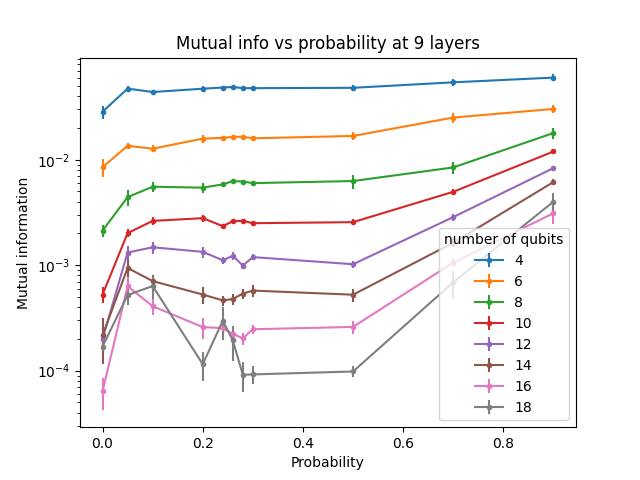 Mutual info vs probability at 9 layers
Mutual information
10⁻²
10⁻³
10⁻⁴
number of qubits
4
6
8
10
12
14
16
18
0.0 0.2 0.4 0.6 0.8
Probability